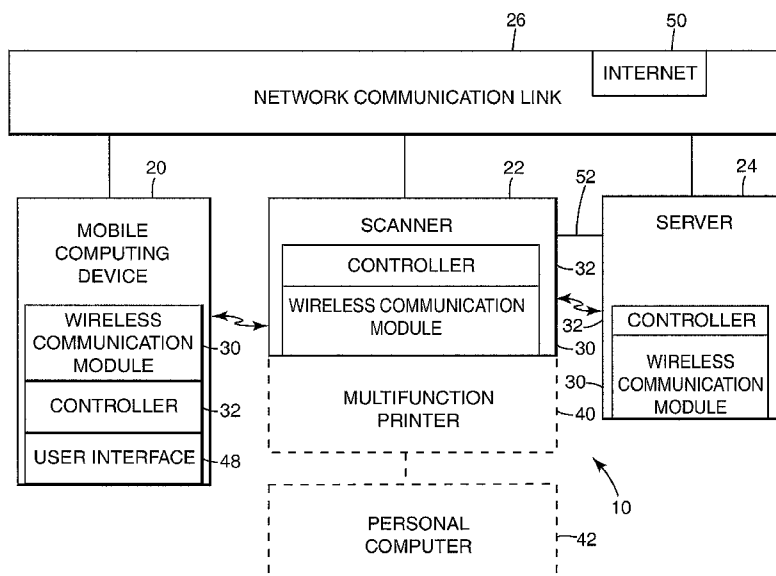 26
50
INTERNET
NETWORK COMMUNICATION LINK
20
22
24
52
MOBILE
COMPUTING
DEVICE
WIRELESS
COMMUNICATION
MODULE
30
CONTROLLER
32
USER INTERFACE
48
SCANNER
CONTROLLER
32
WIRELESS COMMUNICATION
MODULE
30
MULTIFUNCTION
PRINTER
40
PERSONAL
COMPUTER
42
SERVER
32
CONTROLLER
30
WIRELESS
COMMUNICATION
MODULE
10